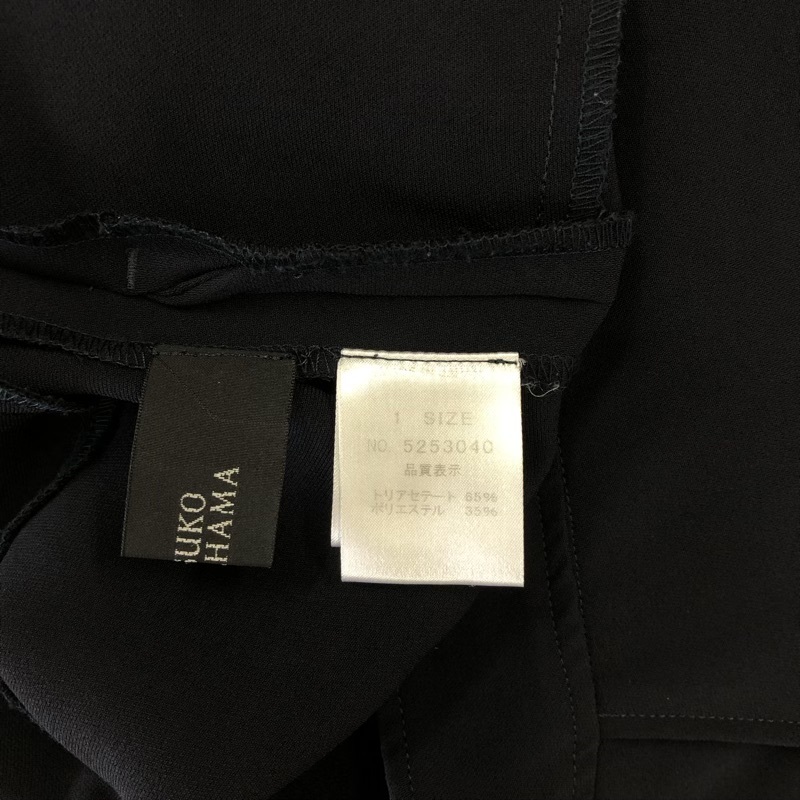 SUKO
HAMA
1 SIZE
NO. 525304C
品質表示
トリアセテート 65%
ポリエステル 35%